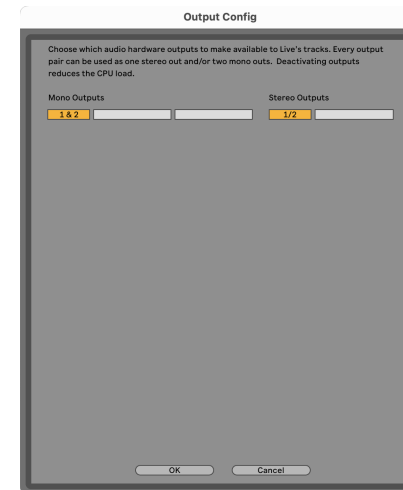 Output Config
Choose which audio hardware outputs to make available to Live's tracks. Every output
pair can be used as one stereo out and/or two mono outs. Deactivating outputs
reduces the CPU load.
Mono Outputs Stereo Outputs
1 & 2 1/2
OK Cancel